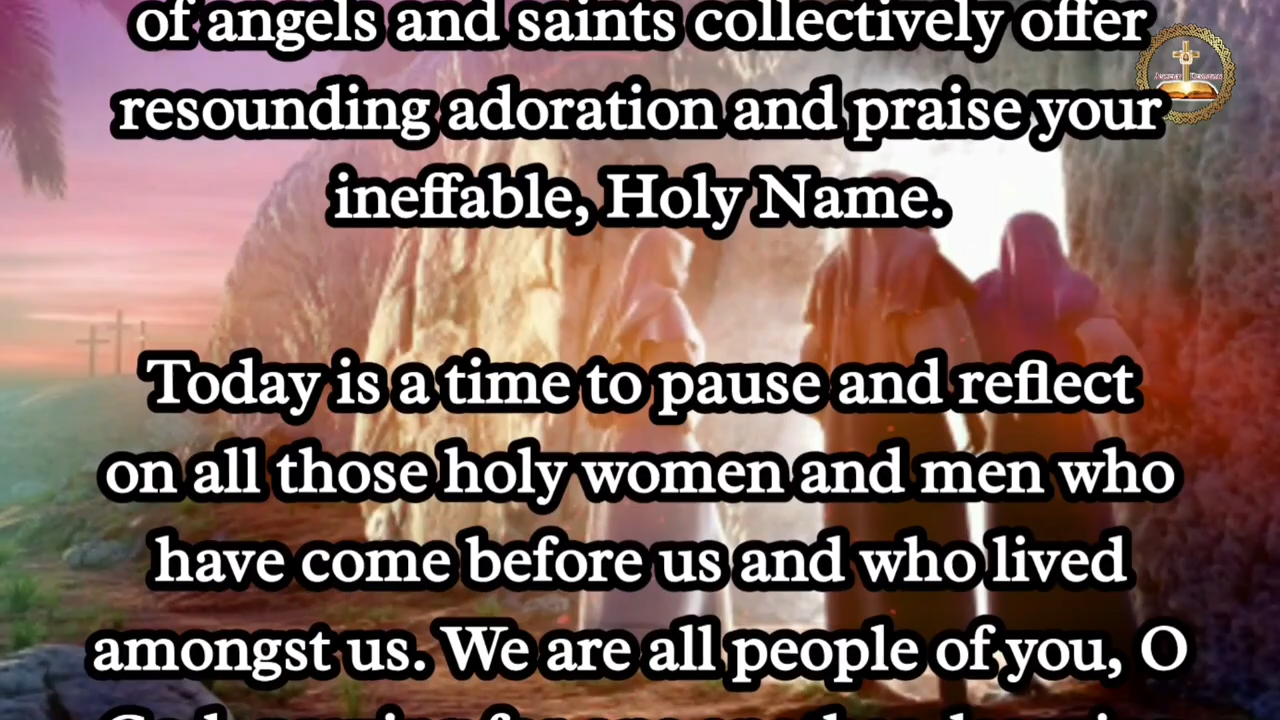 of angels and saints collectively offer
resounding adoration and praise your
ineffable, Holy Name.
Today is a time to pause and reflect
on all those holy women and men who
have come before us and who lived
amongst us. We are all people of you, O